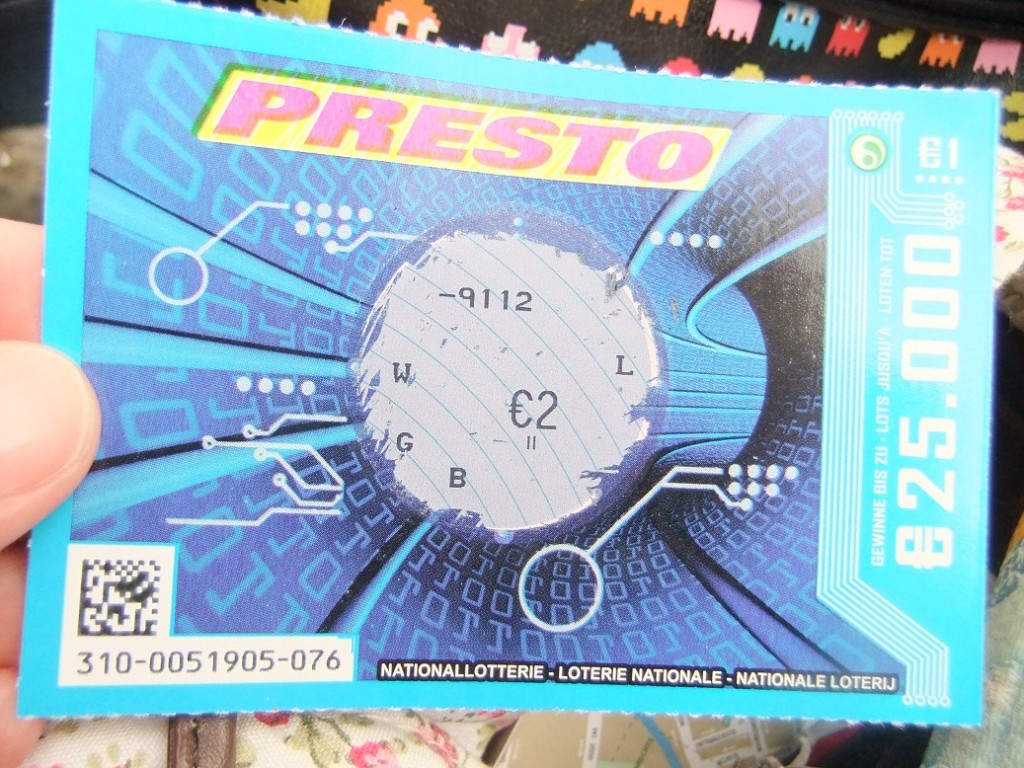 PRESTO
-9112
W
L
€2
II
G
B
310-0051905-076
NATIONALLOTTERIE - LOTERIE NATIONALE - NATIONALE LOTERIJ
€1
GEWINNE BIS ZU - LOTS JUSQU'À - LOTEN TOT
€25.000